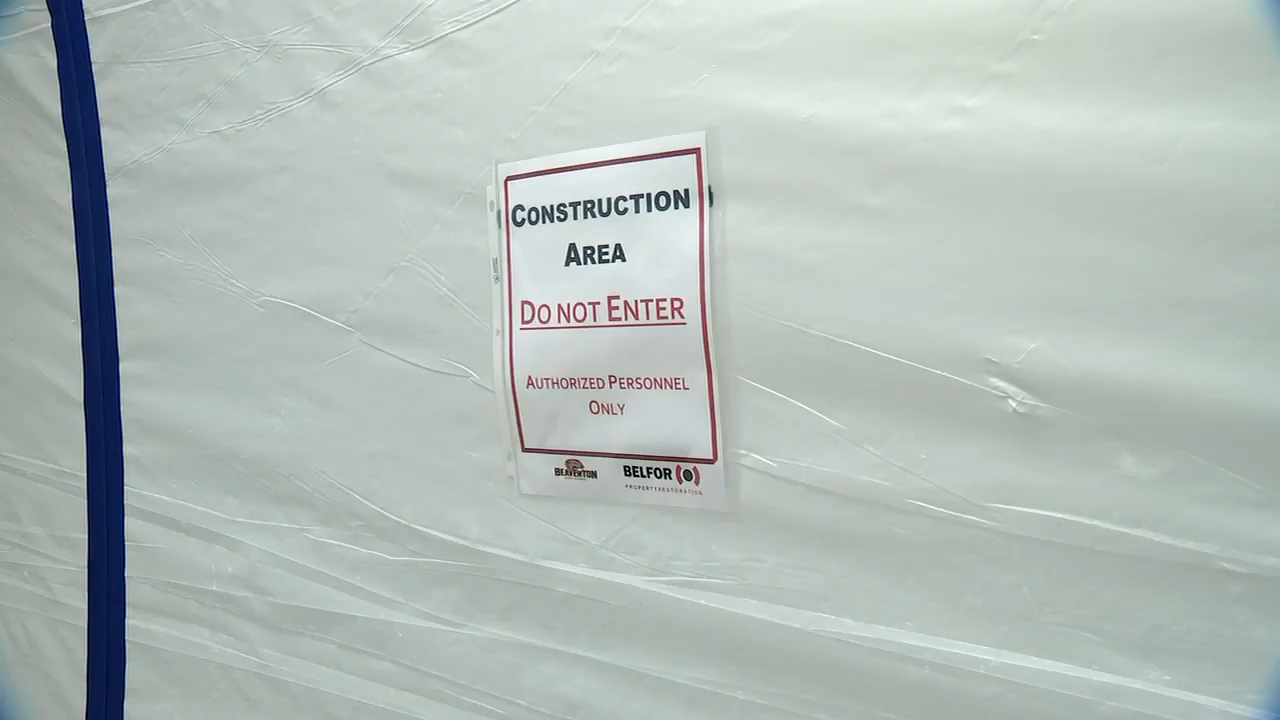 CONSTRUCTION
AREA
DO NOT ENTER
AUTHORIZED PERSONNEL
ONLY
BEAVERTON
BELFOR
PROPERTY RESTORATION